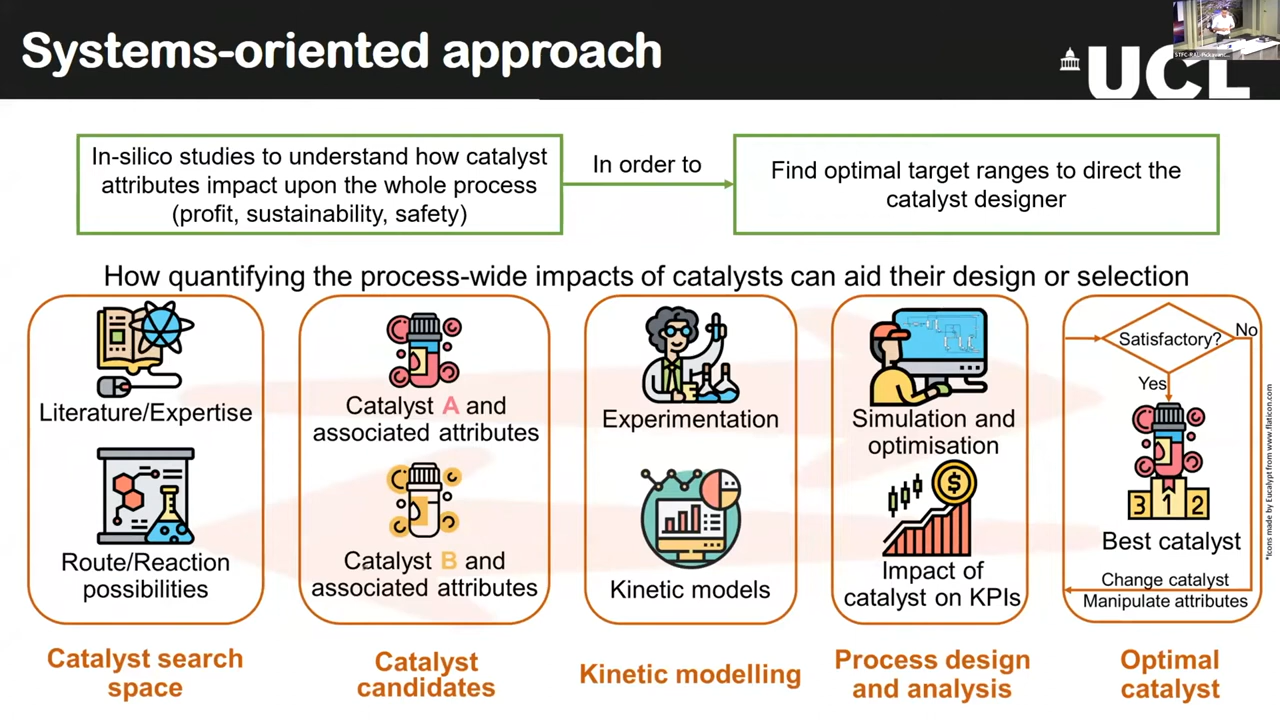 Systems-oriented approach
UCL
In-silico studies to understand how catalyst
attributes impact upon the whole process
(profit, sustainability, safety)
In order to
Find optimal target ranges to direct the
catalyst designer
How quantifying the process-wide impacts of catalysts can aid their design or selection
Literature/Expertise
Route/Reaction
possibilities
Catalyst search
space
Catalyst A and
associated attributes
Catalyst B and
associated attributes
Catalyst
candidates
Experimentation
Kinetic models
Kinetic modelling
Simulation and
optimisation
$
Impact of
catalyst on KPIs
Process design
and analysis
Satisfactory?
No
Yes
3 1 2
Best catalyst
Change catalyst
Manipulate attributes
Optimal
catalyst
*Icons made by Eucalypt from www.flaticon.com